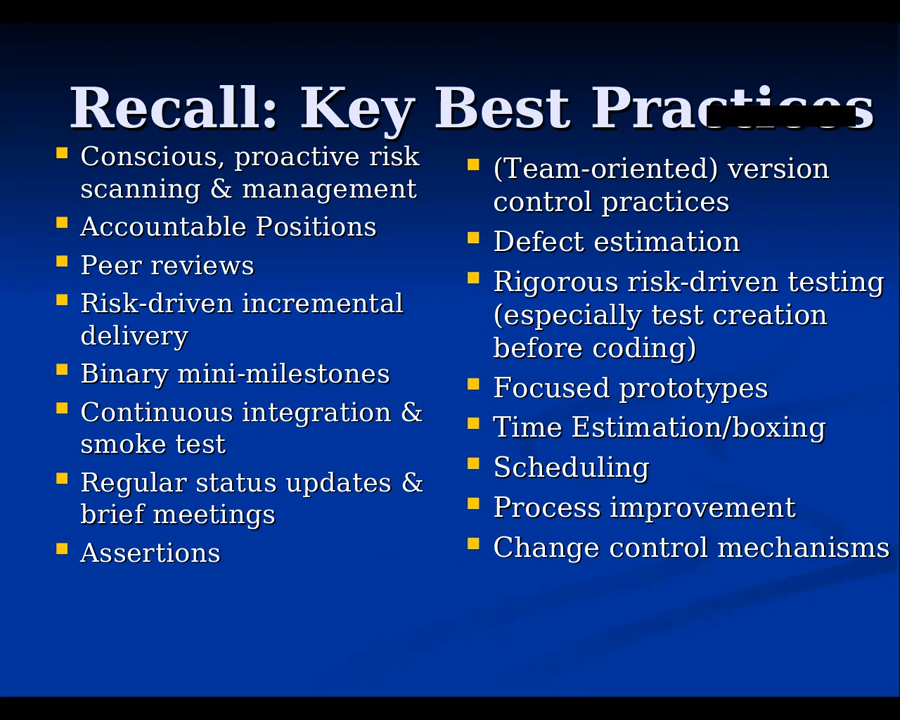 Recall: Key Best Practices
Conscious, proactive risk
scanning & management
Accountable Positions
Peer reviews
Risk-driven incremental
delivery
Binary mini-milestones
Continuous integration &
smoke test
Regular status updates &
brief meetings
Assertions
(Team-oriented) version
control practices
Defect estimation
Rigorous risk-driven testing
(especially test creation
before coding)
Focused prototypes
Time Estimation/boxing
Scheduling
Process improvement
Change control mechanisms